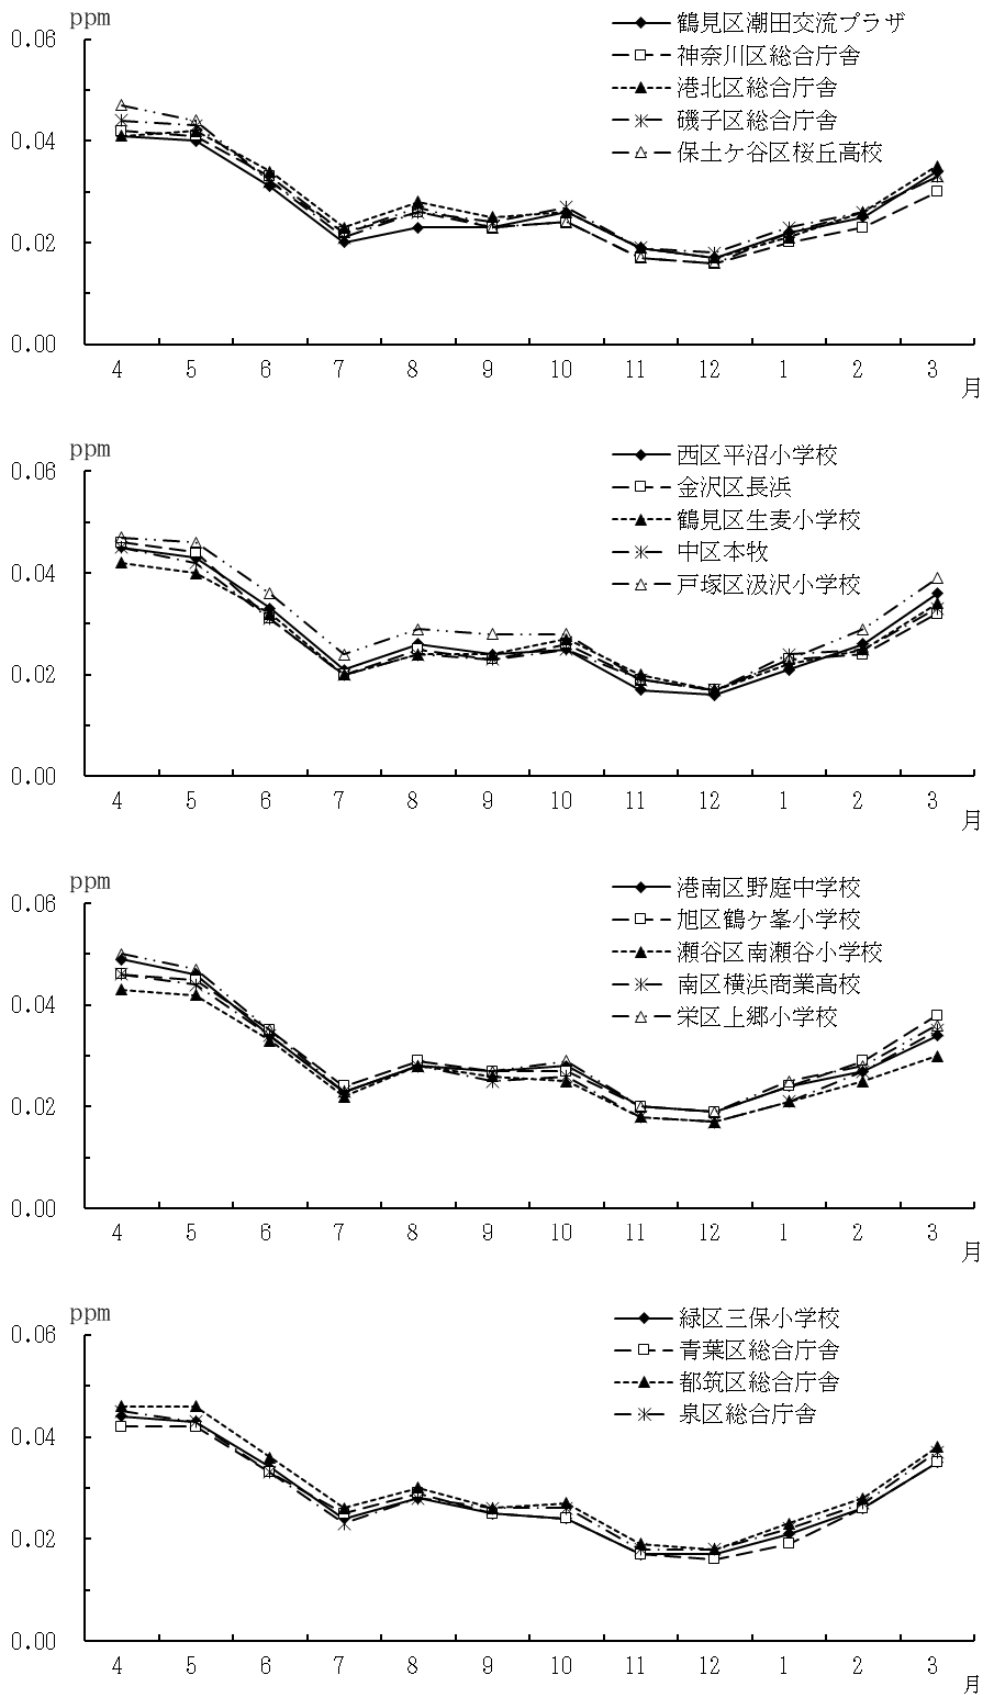 ppm
0.06
0.04
0.02
0.00
鶴見区潮田交流プラザ
神奈川区総合庁舎
港北区総合庁舎
磯子区総合庁舎
保土ケ谷区桜丘高校
4 5 6 7 8 9 10 11 12 1 2 3
月
ppm
0.06
0.04
0.02
0.00
西区平沼小学校
金沢区長浜
鶴見区生麦小学校
中区本牧
戸塚区汲沢小学校
4 5 6 7 8 9 10 11 12 1 2 3
月
ppm
0.06
0.04
0.02
0.00
港南区野庭中学校
旭区鶴ケ峯小学校
瀬谷区南瀬谷小学校
南区横浜商業高校
栄区上郷小学校
4 5 6 7 8 9 10 11 12 1 2 3
月
ppm
0.06
0.04
0.02
0.00
緑区三保小学校
青葉区総合庁舎
都筑区総合庁舎
泉区総合庁舎
4 5 6 7 8 9 10 11 12 1 2 3
月